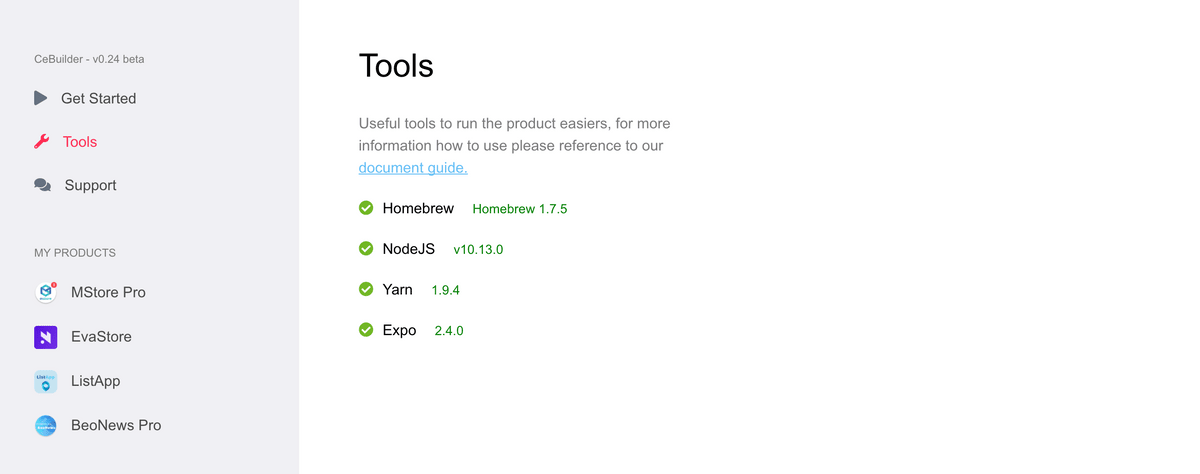 CeBuilder - v0.24 beta
Get Started
Tools
Support
MY PRODUCTS
MStore Pro
EvaStore
ListApp
BeoNews Pro
Tools
Useful tools to run the product easiers, for more
information how to use please reference to our
document guide.
Homebrew Homebrew 1.7.5
NodeJS v10.13.0
Yarn 1.9.4
Expo 2.4.0